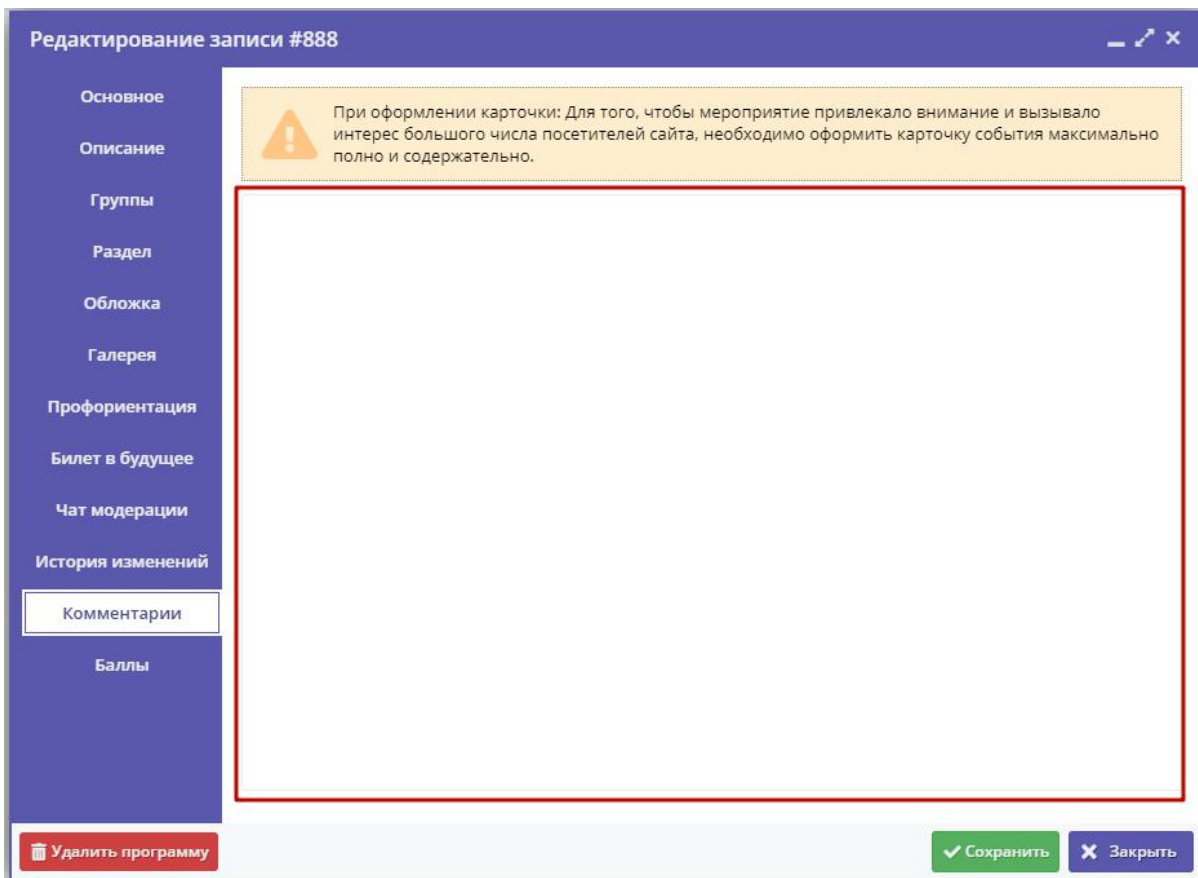 Редактирование записи #888
Основное
Описание
Группы
Раздел
Обложка
Галерея
Профориентация
Билет в будущее
Чат модерации
История изменений
Комментарии
Баллы
При оформлении карточки: Для того, чтобы мероприятие привлекало внимание и вызывало
интерес большого числа посетителей сайта, необходимо оформить карточку события максимально
полно и содержательно.
Удалить программу
Сохранить
Закрыть